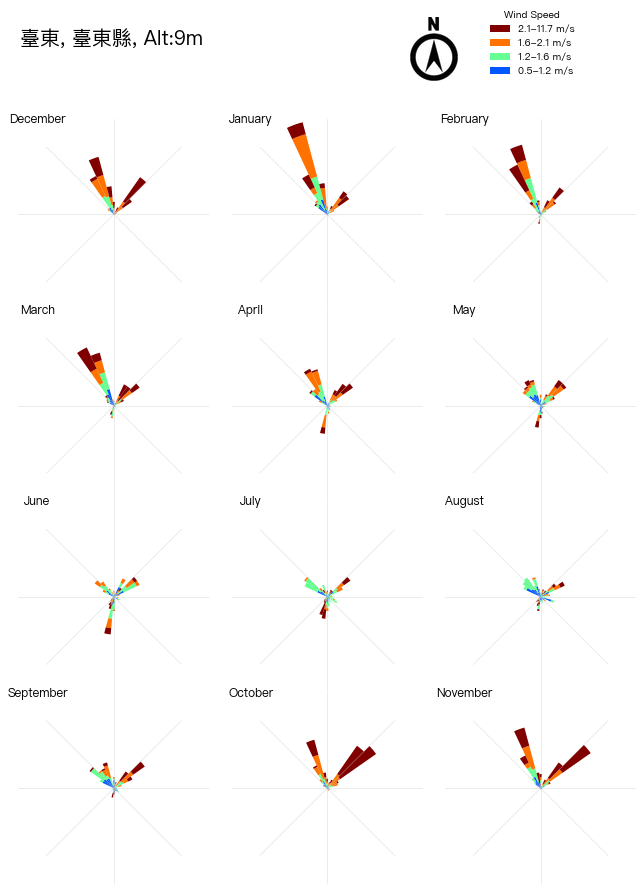 臺東, 臺東縣, Alt:9m
N
Wind Speed
2.1–11.7 m/s
1.6–2.1 m/s
1.2–1.6 m/s
0.5–1.2 m/s
December
January
February
March
April
May
June
July
August
September
October
November